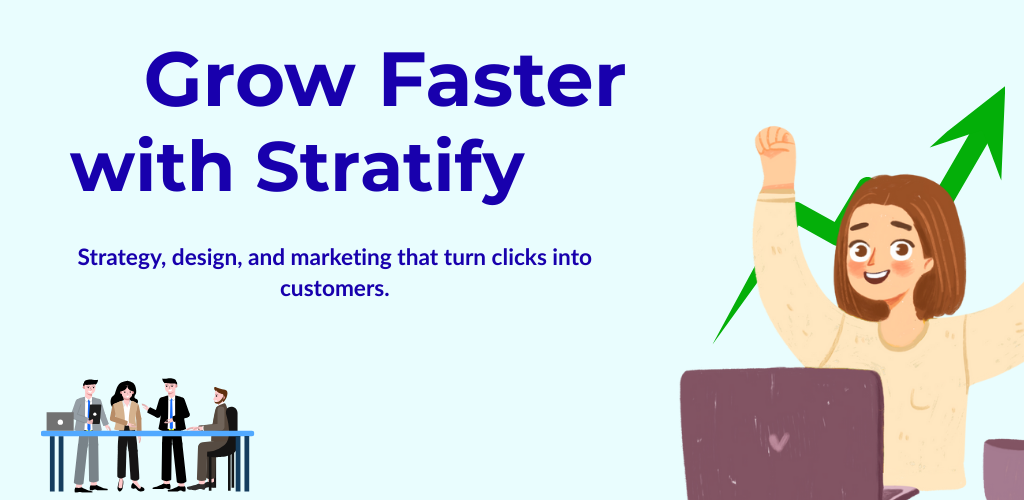 Grow Faster
with Stratify
Strategy, design, and marketing that turn clicks into
customers.